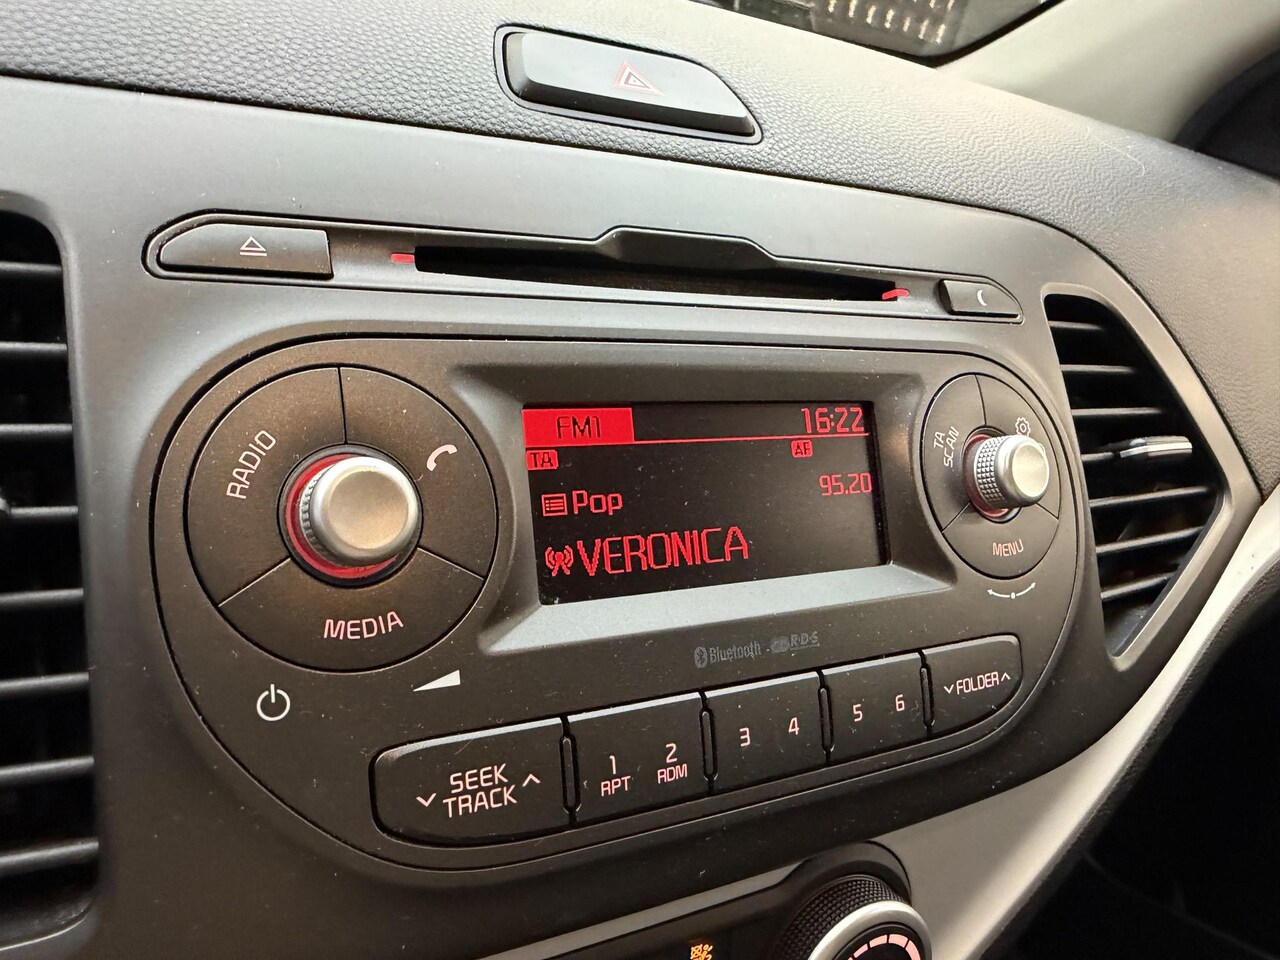 FM1 16:22
TA AF
Pop 95.20
VERONICA
RADIO
MEDIA
TA
SCAN
MENU
Bluetooth R·D·S
SEEK
TRACK
1
RPT
2
RDM
3 4
5 6
FOLDER